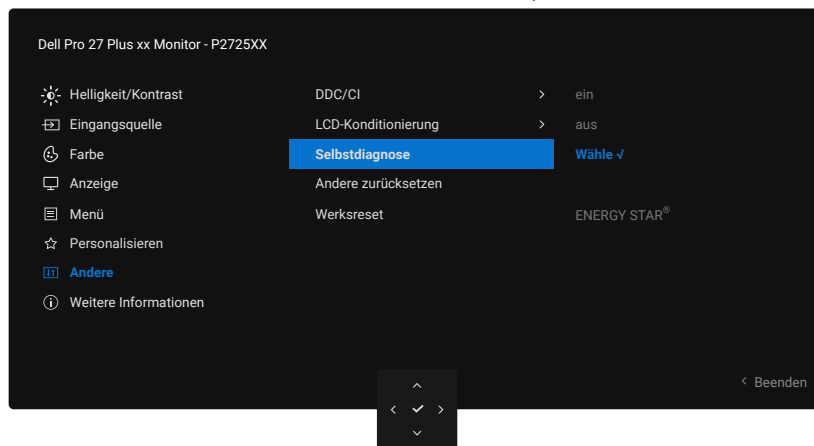 Dell Pro 27 Plus xx Monitor - P2725XX
Helligkeit/Kontrast DDC/CI ein
Eingangsquelle LCD-Konditionierung aus
Farbe Selbstdiagnose Wähle √
Anzeige Andere zurücksetzen
Menü Werksreset ENERGY STAR®
Personalisieren
Andere
Weitere Informationen
Beenden